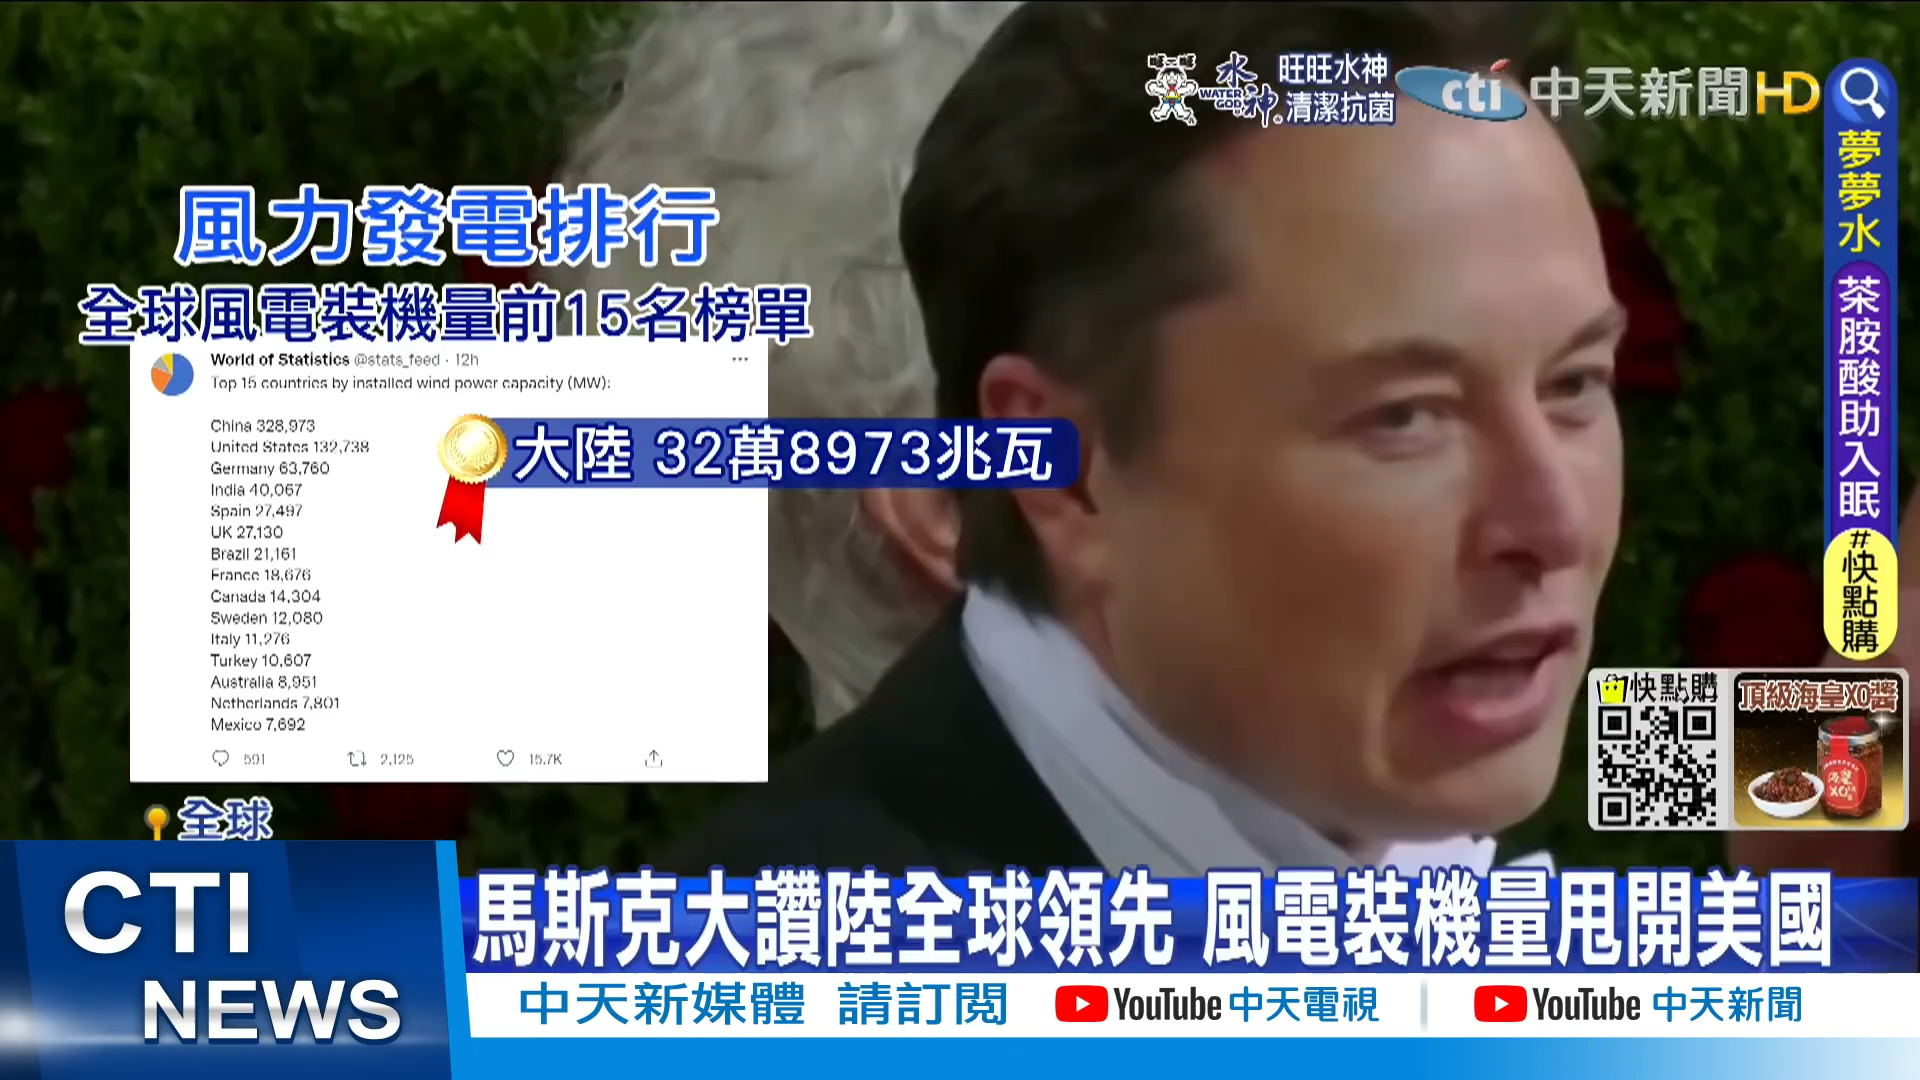 旺旺水神
WATER GOD
水神
清潔抗菌
cti 中天新聞HD
夢夢水
茶胺酸助入眠
#快點購
風力發電排行
全球風電裝機量前15名榜單
World of Statistics @stats_feed · 12h
Top 15 countries by installed wind power capacity (MW):
China 328,973
United States 132,738
Germany 63,760
India 40,067
Spain 27,497
UK 27,130
Brazil 21,161
France 18,676
Canada 14,304
Sweden 12,080
Italy 11,276
Turkey 10,607
Australia 8,951
Netherlands 7,801
Mexico 7,692
591 2,125 15.7K
大陸 32萬8973兆瓦
快點購
頂級海皇XO醬
全球
CTI
NEWS
馬斯克大讚陸全球領先 風電裝機量甩開美國
中天新媒體 請訂閱 YouTube 中天電視 YouTube 中天新聞